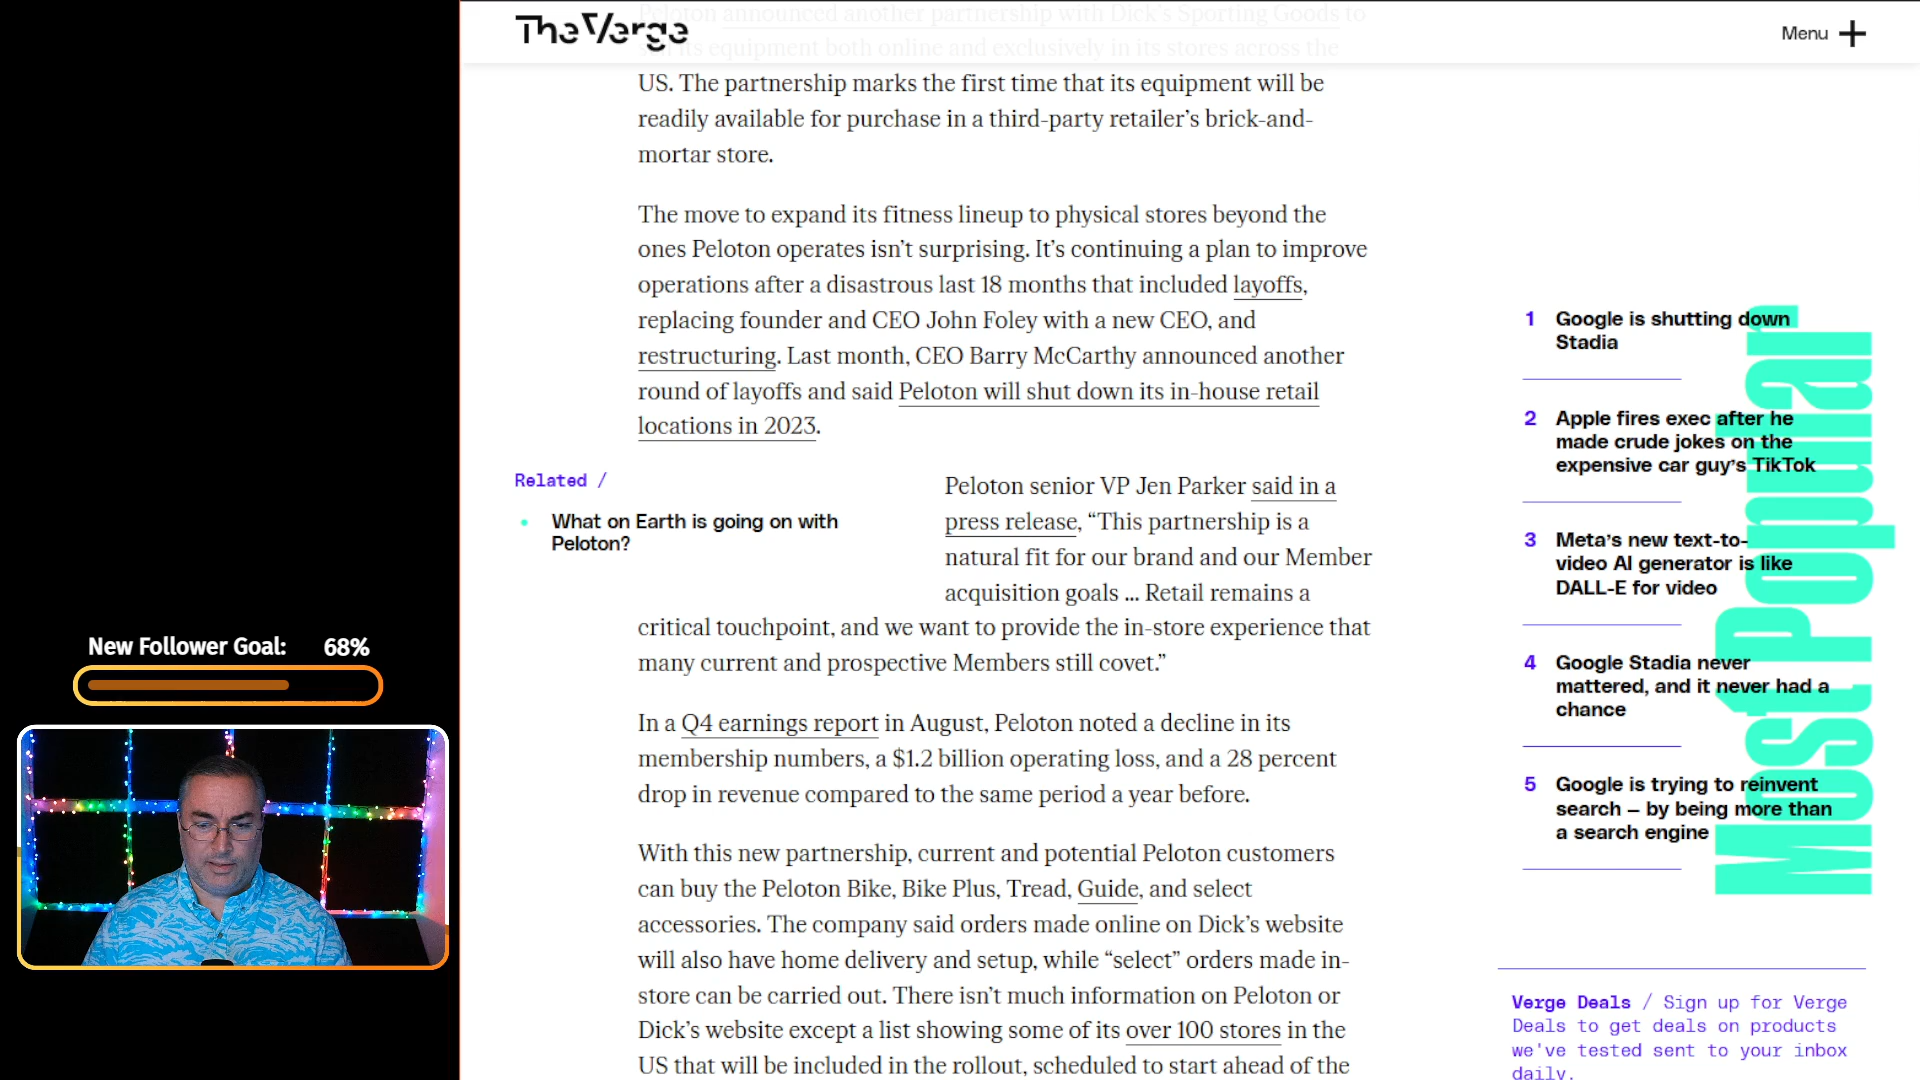 Peloton announced another partnership with Dick's Sporting Goods to
The Verge
its equipment both online and exclusively in its stores across the
Menu
US. The partnership marks the first time that its equipment will be
readily available for purchase in a third-party retailer’s brick-and-
mortar store.
The move to expand its fitness lineup to physical stores beyond the
ones Peloton operates isn’t surprising. It’s continuing a plan to improve
operations after a disastrous last 18 months that included layoffs,
replacing founder and CEO John Foley with a new CEO, and
restructuring. Last month, CEO Barry McCarthy announced another
round of layoffs and said Peloton will shut down its in-house retail
locations in 2023.
Related /
• What on Earth is going on with
Peloton?
Peloton senior VP Jen Parker said in a
press release, “This partnership is a
natural fit for our brand and our Member
acquisition goals ... Retail remains a
critical touchpoint, and we want to provide the in-store experience that
many current and prospective Members still covet.”
In a Q4 earnings report in August, Peloton noted a decline in its
membership numbers, a $1.2 billion operating loss, and a 28 percent
drop in revenue compared to the same period a year before.
With this new partnership, current and potential Peloton customers
can buy the Peloton Bike, Bike Plus, Tread, Guide, and select
accessories. The company said orders made online on Dick’s website
will also have home delivery and setup, while “select” orders made in-
store can be carried out. There isn’t much information on Peloton or
Dick’s website except a list showing some of its over 100 stores in the
US that will be included in the rollout, scheduled to start ahead of the
Most Popular
1 Google is shutting down
Stadia
2 Apple fires exec after he
made crude jokes on the
expensive car guy’s TikTok
3 Meta’s new text-to-
video AI generator is like
DALL-E for video
4 Google Stadia never
mattered, and it never had a
chance
5 Google is trying to reinvent
search — by being more than
a search engine
Verge Deals / Sign up for Verge
Deals to get deals on products
we've tested sent to your inbox
daily.
New Follower Goal: 68%